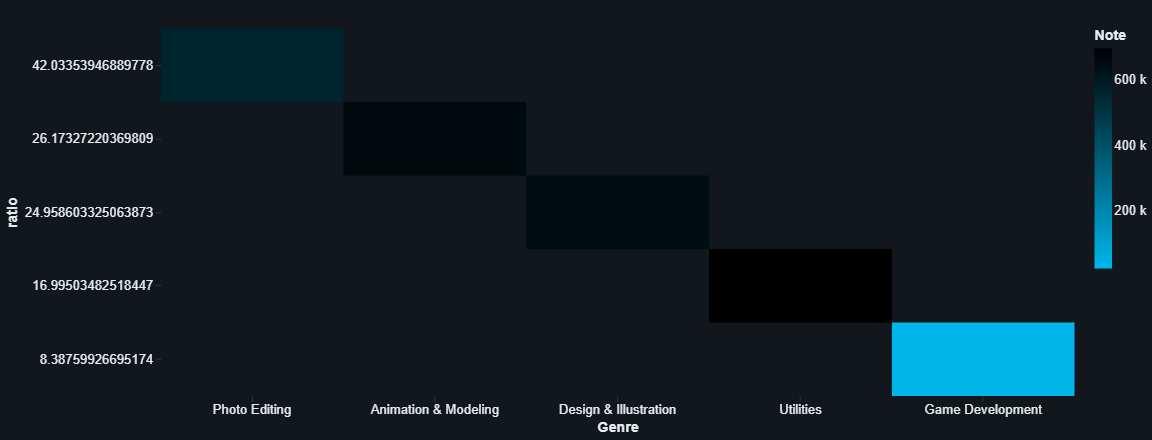 Note
600 k
400 k
200 k
ratio
42.03353946889778
26.17327220369809
24.958603325063873
16.99503482518447
8.38759926695174
Photo Editing
Animation & Modeling
Design & Illustration
Utilities
Game Development
Genre